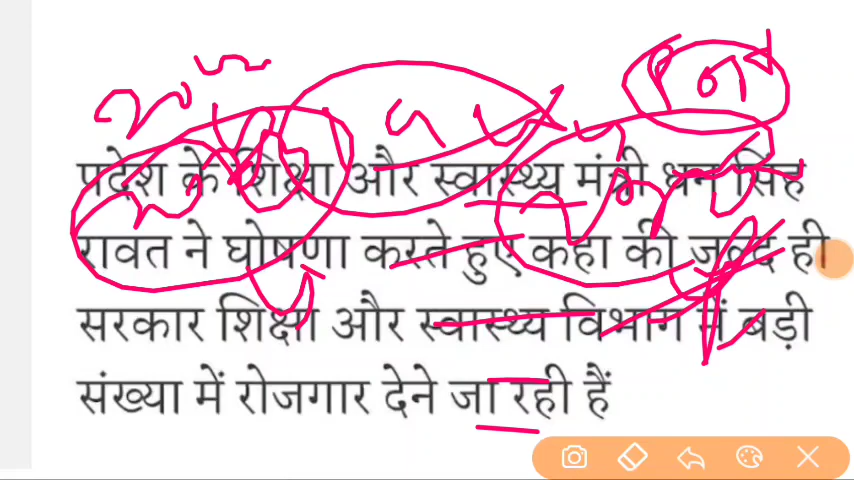 पदेश के शिक्षा और स्वास्थ्य मंत्री धन सिंह
रावत ने घोषणा करते हुए कहा की जल्द ही
सरकार शिक्षा और स्वास्थ्य विभाग में बड़ी
संख्या में रोजगार देने जा रही हैं